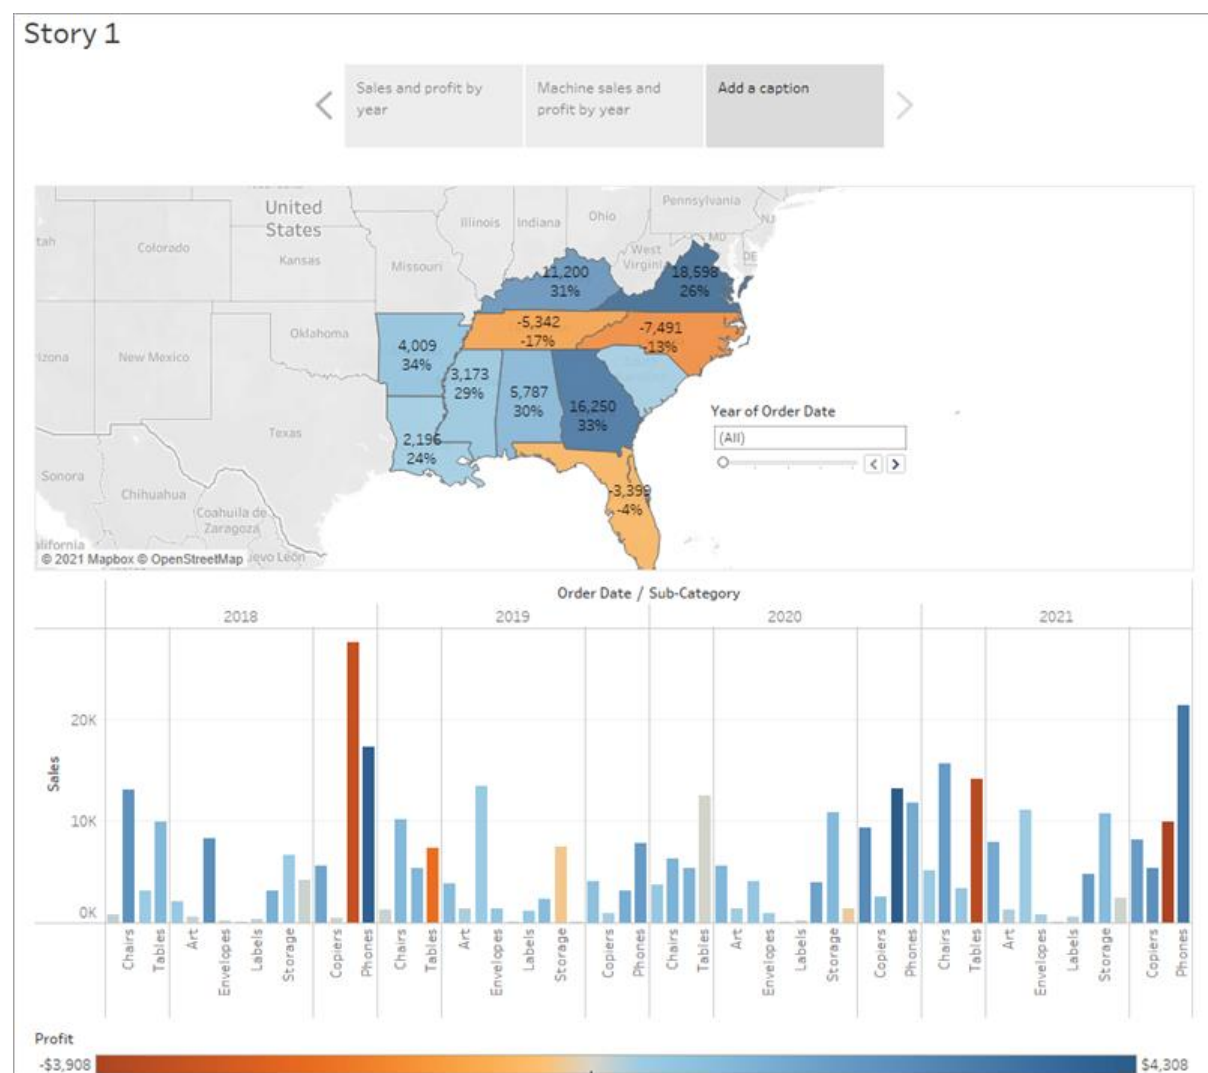 Story 1
Sales and profit by
year
Machine sales and
profit by year
Add a caption
United
States
Pennsylvania
Illinois
Indiana
Ohio
NJ
MD
DE
Colorado
Kansas
Missouri
West
Virginia
11,200
31%
18,598
26%
Oklahoma
New Mexico
-5,342
-17%
-7,491
-13%
4,009
34%
3,173
29%
5,787
30%
16,250
33%
Texas
2,196
24%
-3,399
-4%
Year of Order Date
(All)
Sonora
Chihuahua
Coahuila de
Zaragoza
© 2021 Mapbox © OpenStreetMap
Order Date / Sub-Category
2018 2019 2020 2021
Sales
20K
10K
0K
Chairs Tables Art Envelopes Labels Storage Copiers Phones Chairs Tables Art Envelopes Labels Storage Copiers Phones Chairs Tables Art Envelopes Labels Storage Copiers Phones Chairs Tables Art Envelopes Labels Storage Copiers Phones
Profit
-$3,908 $4,308